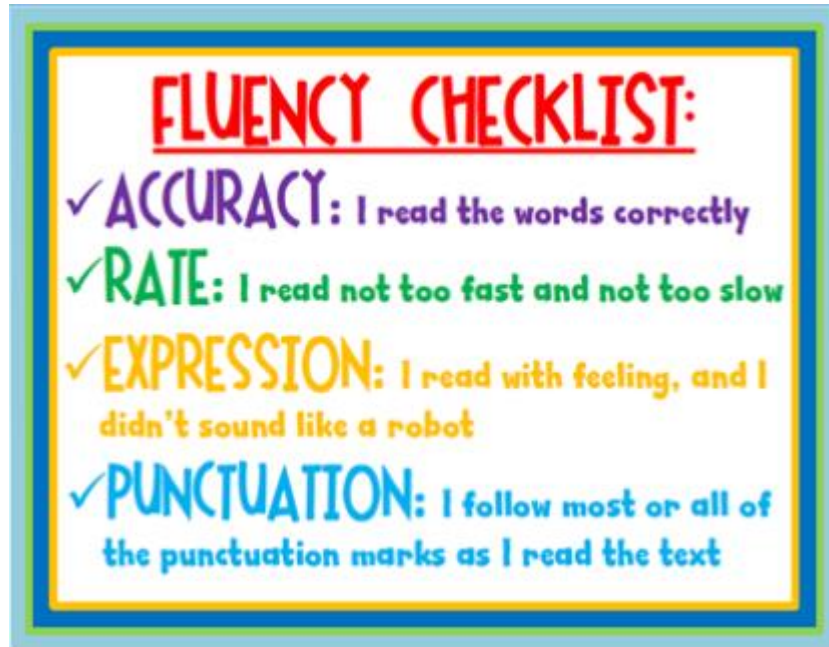 FLUENCY CHECKLIST:
✓ACCURACY: I read the words correctly
✓RATE: I read not too fast and not too slow
✓EXPRESSION: I read with feeling, and I
didn't sound like a robot
✓PUNCTUATION: I follow most or all of
the punctuation marks as I read the text